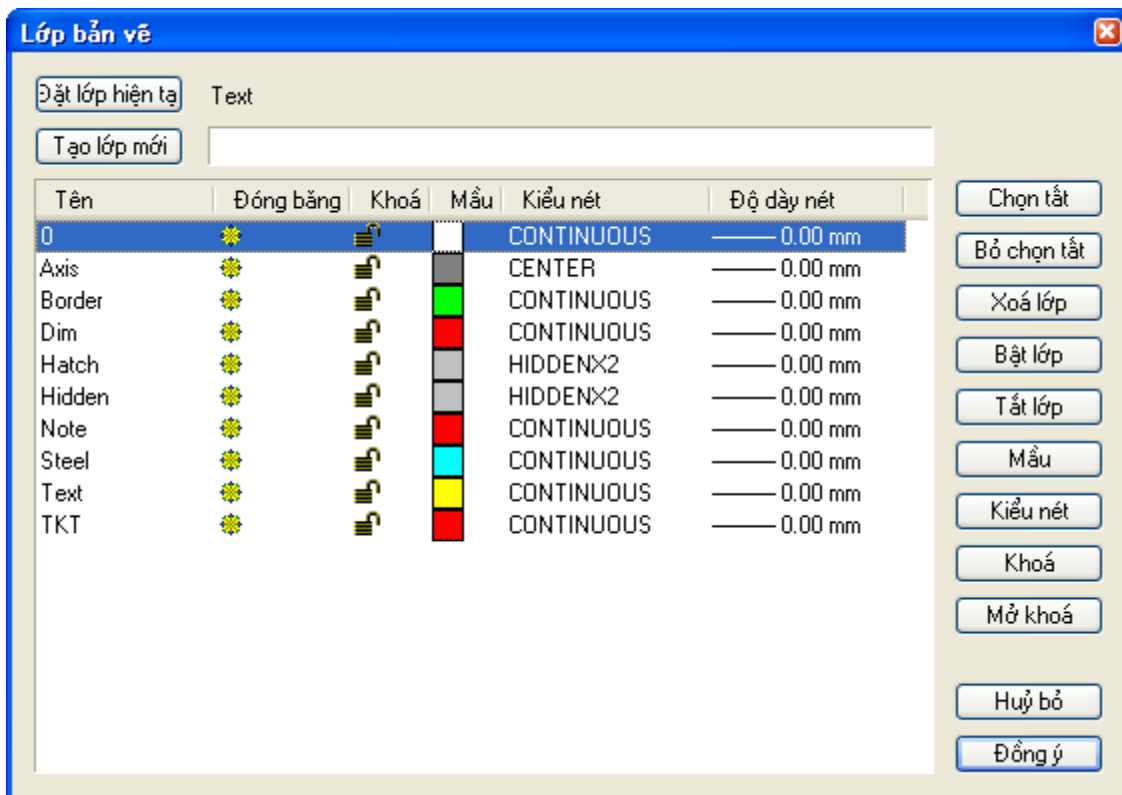 Lớp bản vẽ
Đặt lớp hiện tạ Text
Tạo lớp mới
Tên Đóng băng Khoá Mầu Kiểu nét Độ dày nét
0 CONTINUOUS 0.00 mm
Axis CENTER 0.00 mm
Border CONTINUOUS 0.00 mm
Dim CONTINUOUS 0.00 mm
Hatch HIDDENX2 0.00 mm
Hidden HIDDENX2 0.00 mm
Note CONTINUOUS 0.00 mm
Steel CONTINUOUS 0.00 mm
Text CONTINUOUS 0.00 mm
TKT CONTINUOUS 0.00 mm
Chọn tất
Bỏ chọn tất
Xoá lớp
Bật lớp
Tắt lớp
Mầu
Kiểu nét
Khoá
Mở khoá
Huỷ bỏ
Đồng ý